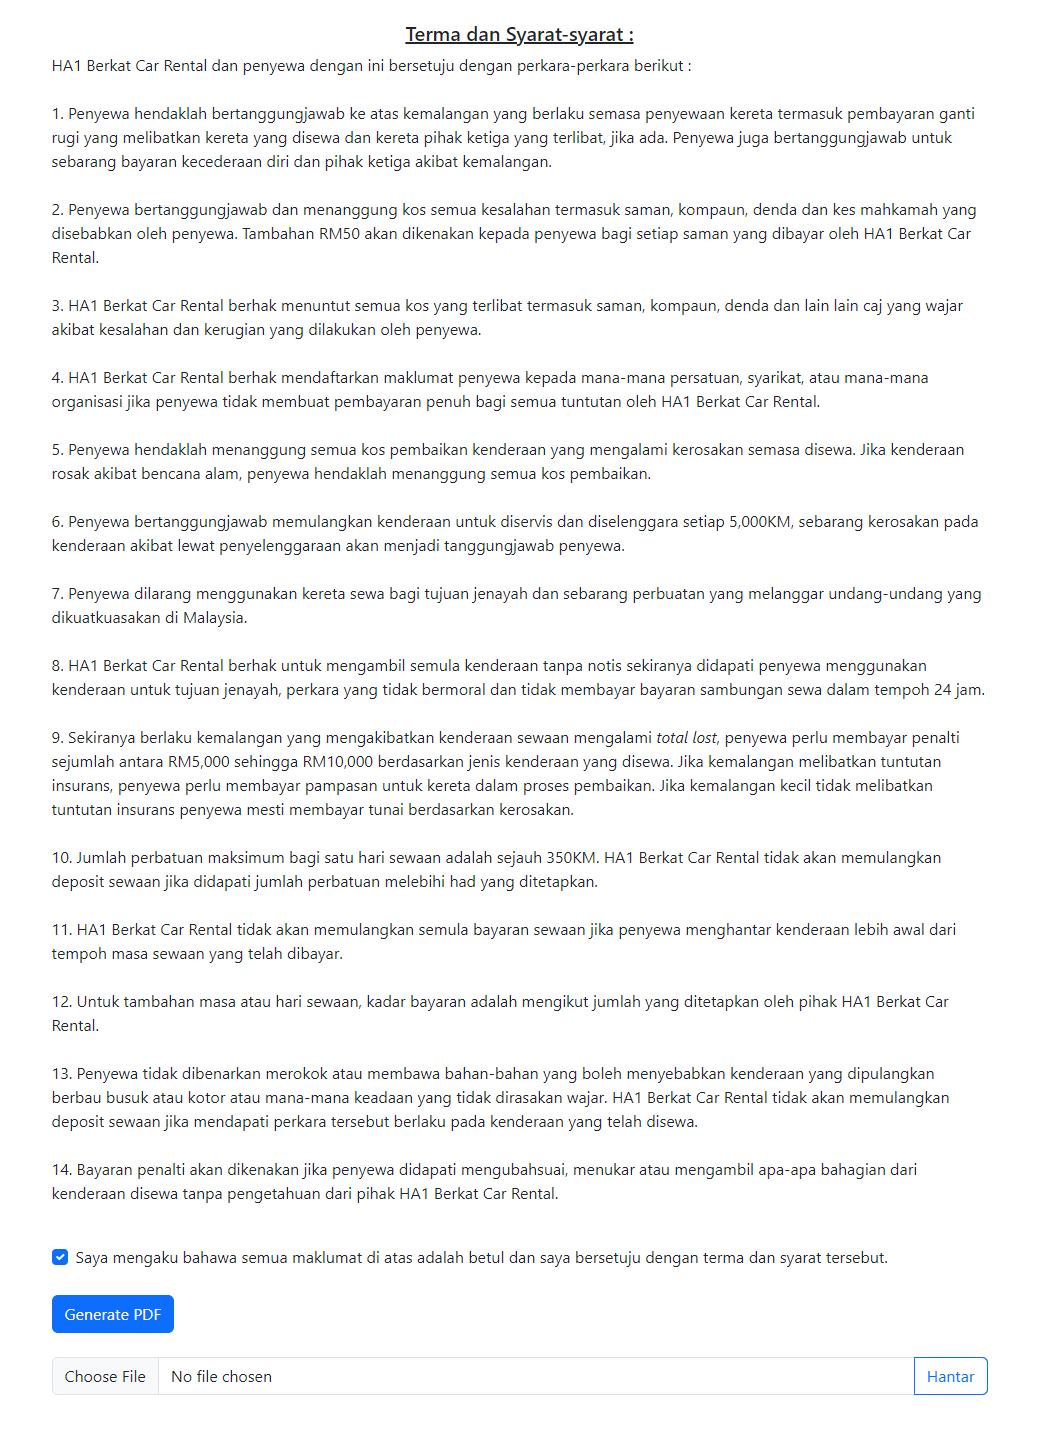 Terma dan Syarat-syarat :
HA1 Berkat Car Rental dan penyewa dengan ini bersetuju dengan perkara-perkara berikut :
1. Penyewa hendaklah bertanggungjawab ke atas kemalangan yang berlaku semasa penyewaan kereta termasuk pembayaran ganti
rugi yang melibatkan kereta yang disewa dan kereta pihak ketiga yang terlibat, jika ada. Penyewa juga bertanggungjawab untuk
sebarang bayaran kecederaan diri dan pihak ketiga akibat kemalangan.
2. Penyewa bertanggungjawab dan menanggung kos semua kesalahan termasuk saman, kompaun, denda dan kes mahkamah yang
disebabkan oleh penyewa. Tambahan RM50 akan dikenakan kepada penyewa bagi setiap saman yang dibayar oleh HA1 Berkat Car
Rental.
3. HA1 Berkat Car Rental berhak menuntut semua kos yang terlibat termasuk saman, kompaun, denda dan lain lain caj yang wajar
akibat kesalahan dan kerugian yang dilakukan oleh penyewa.
4. HA1 Berkat Car Rental berhak mendaftarkan maklumat penyewa kepada mana-mana persatuan, syarikat, atau mana-mana
organisasi jika penyewa tidak membuat pembayaran penuh bagi semua tuntutan oleh HA1 Berkat Car Rental.
5. Penyewa hendaklah menanggung semua kos pembaikan kenderaan yang mengalami kerosakan semasa disewa. Jika kenderaan
rosak akibat bencana alam, penyewa hendaklah menanggung semua kos pembaikan.
6. Penyewa bertanggungjawab memulangkan kenderaan untuk diservis dan diselenggara setiap 5,000KM, sebarang kerosakan pada
kenderaan akibat lewat penyelenggaraan akan menjadi tanggungjawab penyewa.
7. Penyewa dilarang menggunakan kereta sewa bagi tujuan jenayah dan sebarang perbuatan yang melanggar undang-undang yang
dikuatkuasakan di Malaysia.
8. HA1 Berkat Car Rental berhak untuk mengambil semula kenderaan tanpa notis sekiranya didapati penyewa menggunakan
kenderaan untuk tujuan jenayah, perkara yang tidak bermoral dan tidak membayar bayaran sambungan sewa dalam tempoh 24 jam.
9. Sekiranya berlaku kemalangan yang mengakibatkan kenderaan sewaan mengalami total lost, penyewa perlu membayar penalti
sejumlah antara RM5,000 sehingga RM10,000 berdasarkan jenis kenderaan yang disewa. Jika kemalangan melibatkan tuntutan
insurans, penyewa perlu membayar pampasan untuk kereta dalam proses pembaikan. Jika kemalangan kecil tidak melibatkan
tuntutan insurans penyewa mesti membayar tunai berdasarkan kerosakan.
10. Jumlah perbatuan maksimum bagi satu hari sewaan adalah sejauh 350KM. HA1 Berkat Car Rental tidak akan memulangkan
deposit sewaan jika didapati jumlah perbatuan melebihi had yang ditetapkan.
11. HA1 Berkat Car Rental tidak akan memulangkan semula bayaran sewaan jika penyewa menghantar kenderaan lebih awal dari
tempoh masa sewaan yang telah dibayar.
12. Untuk tambahan masa atau hari sewaan, kadar bayaran adalah mengikut jumlah yang ditetapkan oleh pihak HA1 Berkat Car
Rental.
13. Penyewa tidak dibenarkan merokok atau membawa bahan-bahan yang boleh menyebabkan kenderaan yang dipulangkan
berbau busuk atau kotor atau mana-mana keadaan yang tidak dirasakan wajar. HA1 Berkat Car Rental tidak akan memulangkan
deposit sewaan jika mendapati perkara tersebut berlaku pada kenderaan yang telah disewa.
14. Bayaran penalti akan dikenakan jika penyewa didapati mengubahsuai, menukar atau mengambil apa-apa bahagian dari
kenderaan disewa tanpa pengetahuan dari pihak HA1 Berkat Car Rental.
Saya mengaku bahawa semua maklumat di atas adalah betul dan saya bersetuju dengan terma dan syarat tersebut.
Generate PDF
Choose File No file chosen Hantar